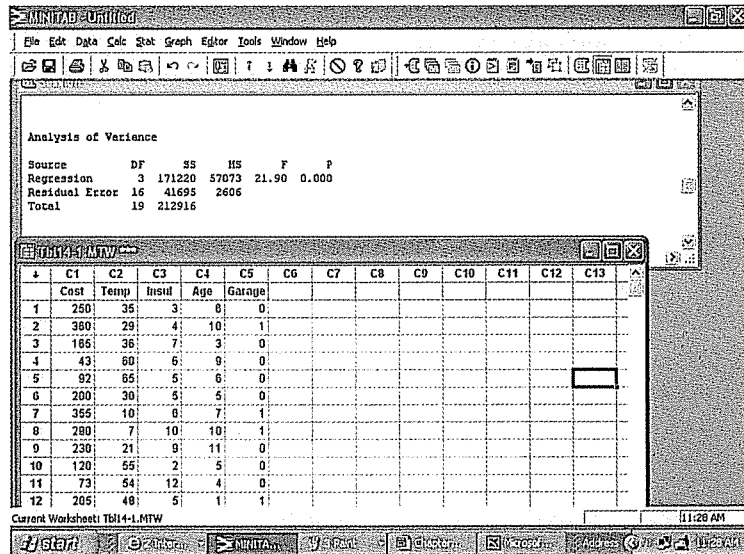 MINITAB - Untitled
File Edit Data Calc Stat Graph Editor Tools Window Help
Analysis of Variance
Source DF SS MS F P
Regression 3 171220 57073 21.90 0.000
Residual Error 16 41695 2606
Total 19 212916
Tbl14-1.MTW ***
C1 C2 C3 C4 C5 C6 C7 C8 C9 C10 C11 C12 C13
Cost Temp Insul Age Garage
1 250 35 3 6 0
2 360 29 4 10 1
3 165 36 7 3 0
4 43 60 6 9 0
5 92 65 5 6 0
6 200 30 5 5 0
7 355 10 6 7 1
8 290 7 10 10 1
9 230 21 9 11 0
10 120 55 2 5 0
11 73 54 12 4 0
12 205 48 5 1 1
Current Worksheet: Tbl14-1.MTW 11:28 AM
start MINITA... Microsof... Address 11:28 AM